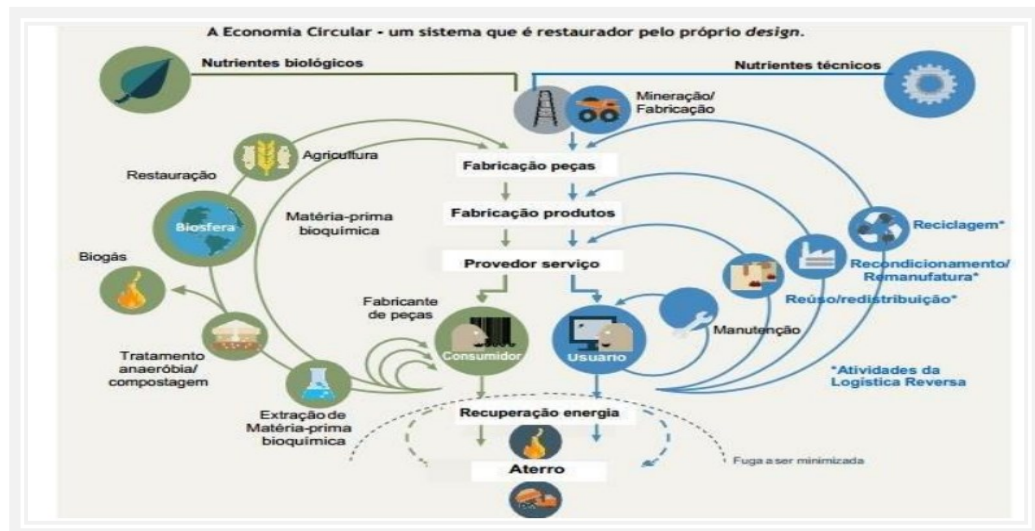 A Economia Circular - um sistema que é restaurador pelo próprio design.
Nutrientes biológicos
Nutrientes técnicos
Mineração/
Fabricação
Agricultura
Fabricação peças
Restauração
Matéria-prima
bioquímica
Fabricação produtos
Biosfera
Reciclagem*
Biogás
Provedor serviço
Recondicionamento/
Remanufatura*
Reúso/redistribuição*
Fabricante
de peças
Manutenção
Consumidor
Usuário
Tratamento
anaeróbia/
compostagem
*Atividades da
Logística Reversa
Extração de
Matéria-prima
bioquímica
Recuperação energia
Aterro
Fuga a ser minimizada